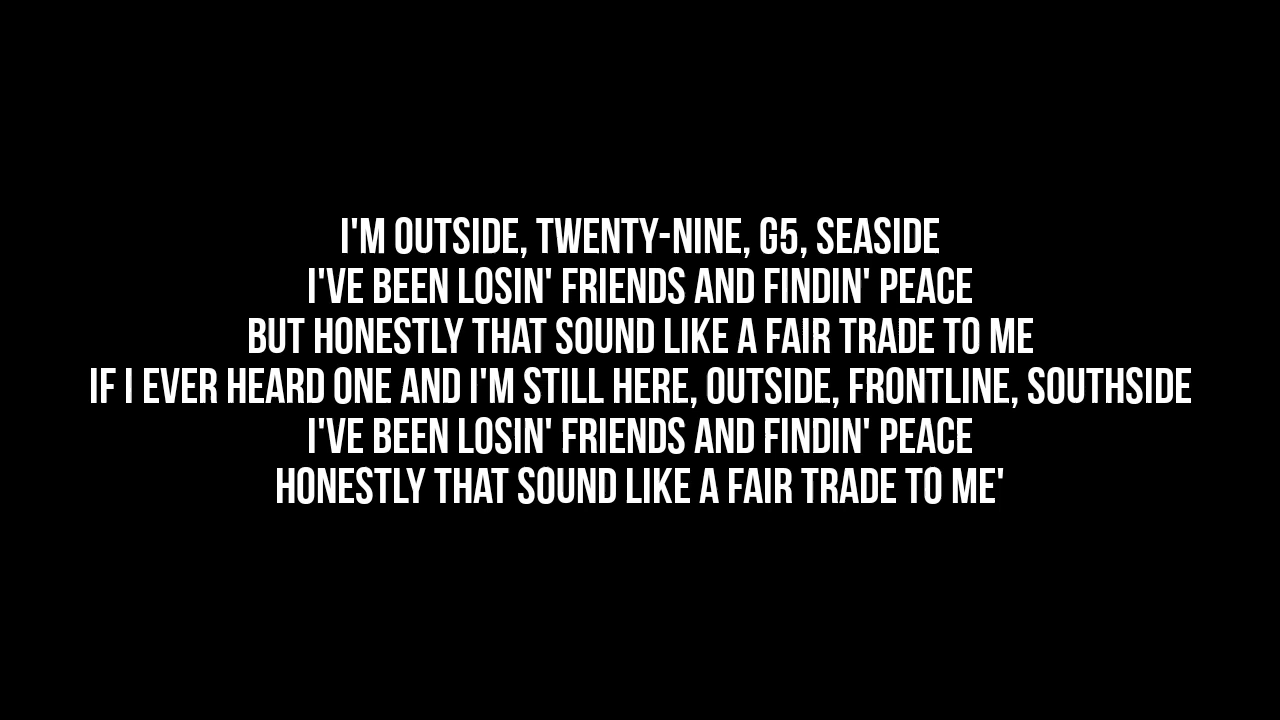 I'M OUTSIDE, TWENTY-NINE, G5, SEASIDE
I'VE BEEN LOSIN' FRIENDS AND FINDIN' PEACE
BUT HONESTLY THAT SOUND LIKE A FAIR TRADE TO ME
IF I EVER HEARD ONE AND I'M STILL HERE, OUTSIDE, FRONTLINE, SOUTHSIDE
I'VE BEEN LOSIN' FRIENDS AND FINDIN' PEACE
HONESTLY THAT SOUND LIKE A FAIR TRADE TO ME'